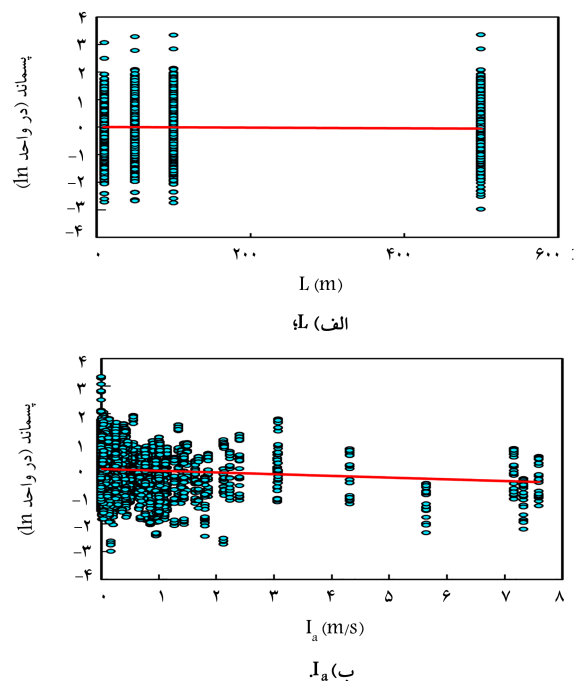 پسماند (در واحد ln)
۴
۳
۲
۱
۰
-۱
-۲
-۳
-۴
۰ ۲۰۰ ۴۰۰ ۶۰۰
L (m)
الف) L؛
پسماند (در واحد ln)
۴
۳
۲
۱
۰
-۱
-۲
-۳
-۴
۰ ۱ ۲ ۳ ۴ ۵ ۶ ۷ ۸
Ia (m/s)
ب) Ia.